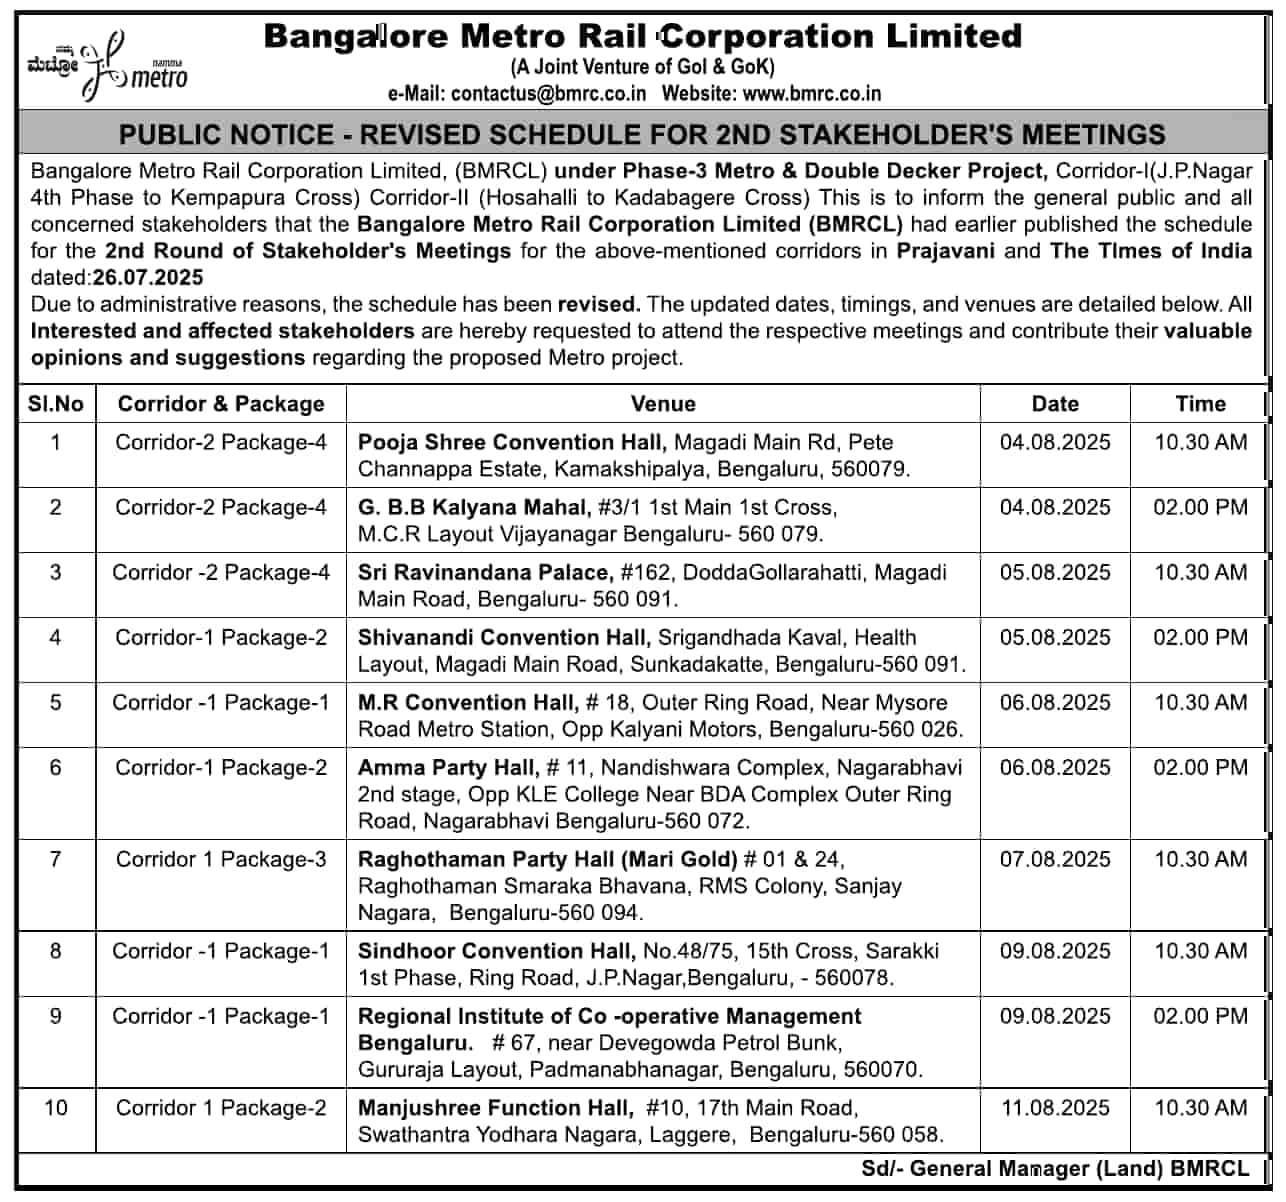 ನಮ್ಮ
ಮೆಟ್ರೋ
namma
metro
Bangalore Metro Rail Corporation Limited
(A Joint Venture of GoI & GoK)
e-Mail: contactus@bmrc.co.in Website: www.bmrc.co.in
PUBLIC NOTICE - REVISED SCHEDULE FOR 2ND STAKEHOLDER'S MEETINGS
Bangalore Metro Rail Corporation Limited, (BMRCL) under Phase-3 Metro & Double Decker Project, Corridor-I(J.P.Nagar
4th Phase to Kempapura Cross) Corridor-II (Hosahalli to Kadabagere Cross) This is to inform the general public and all
concerned stakeholders that the Bangalore Metro Rail Corporation Limited (BMRCL) had earlier published the schedule
for the 2nd Round of Stakeholder's Meetings for the above-mentioned corridors in Prajavani and The TImes of India
dated:26.07.2025
Due to administrative reasons, the schedule has been revised. The updated dates, timings, and venues are detailed below. All
Interested and affected stakeholders are hereby requested to attend the respective meetings and contribute their valuable
opinions and suggestions regarding the proposed Metro project.
Sl.No Corridor & Package Venue Date Time
1 Corridor-2 Package-4 Pooja Shree Convention Hall, Magadi Main Rd, Pete 04.08.2025 10.30 AM
Channappa Estate, Kamakshipalya, Bengaluru, 560079.
2 Corridor-2 Package-4 G. B.B Kalyana Mahal, #3/1 1st Main 1st Cross, 04.08.2025 02.00 PM
M.C.R Layout Vijayanagar Bengaluru- 560 079.
3 Corridor -2 Package-4 Sri Ravinandana Palace, #162, DoddaGollarahatti, Magadi 05.08.2025 10.30 AM
Main Road, Bengaluru- 560 091.
4 Corridor-1 Package-2 Shivanandi Convention Hall, Srigandhada Kaval, Health 05.08.2025 02.00 PM
Layout, Magadi Main Road, Sunkadakatte, Bengaluru-560 091.
5 Corridor -1 Package-1 M.R Convention Hall, # 18, Outer Ring Road, Near Mysore 06.08.2025 10.30 AM
Road Metro Station, Opp Kalyani Motors, Bengaluru-560 026.
6 Corridor-1 Package-2 Amma Party Hall, # 11, Nandishwara Complex, Nagarabhavi 06.08.2025 02.00 PM
2nd stage, Opp KLE College Near BDA Complex Outer Ring
Road, Nagarabhavi Bengaluru-560 072.
7 Corridor 1 Package-3 Raghothaman Party Hall (Mari Gold) # 01 & 24, 07.08.2025 10.30 AM
Raghothaman Smaraka Bhavana, RMS Colony, Sanjay
Nagara, Bengaluru-560 094.
8 Corridor -1 Package-1 Sindhoor Convention Hall, No.48/75, 15th Cross, Sarakki 09.08.2025 10.30 AM
1st Phase, Ring Road, J.P.Nagar,Bengaluru, - 560078.
9 Corridor -1 Package-1 Regional Institute of Co -operative Management 09.08.2025 02.00 PM
Bengaluru. # 67, near Devegowda Petrol Bunk,
Gururaja Layout, Padmanabhanagar, Bengaluru, 560070.
10 Corridor 1 Package-2 Manjushree Function Hall, #10, 17th Main Road, 11.08.2025 10.30 AM
Swathantra Yodhara Nagara, Laggere, Bengaluru-560 058.
Sd/- General Manager (Land) BMRCL